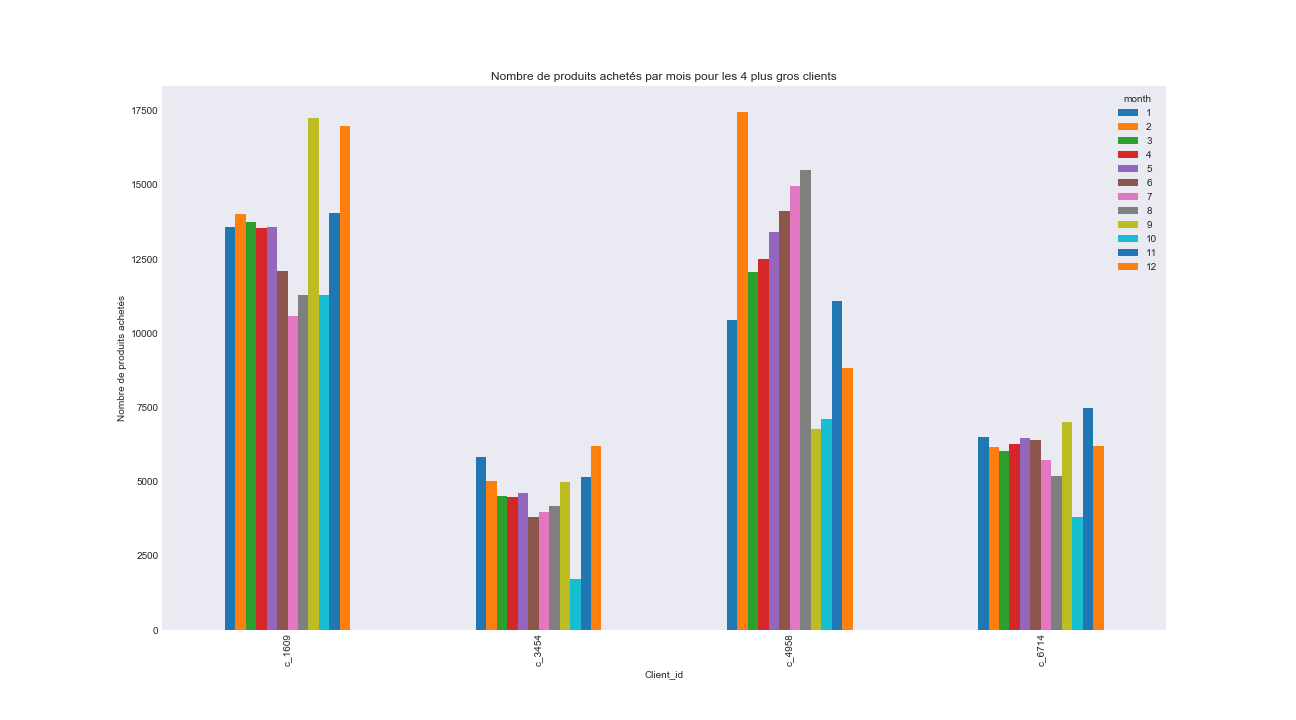 Nombre de produits achetés par mois pour les 4 plus gros clients
17500
15000
12500
10000
7500
5000
2500
0
Nombre de produits achetés
month
1
2
3
4
5
6
7
8
9
10
11
12
c_1609
c_3454
c_4958
c_6714
Client_id